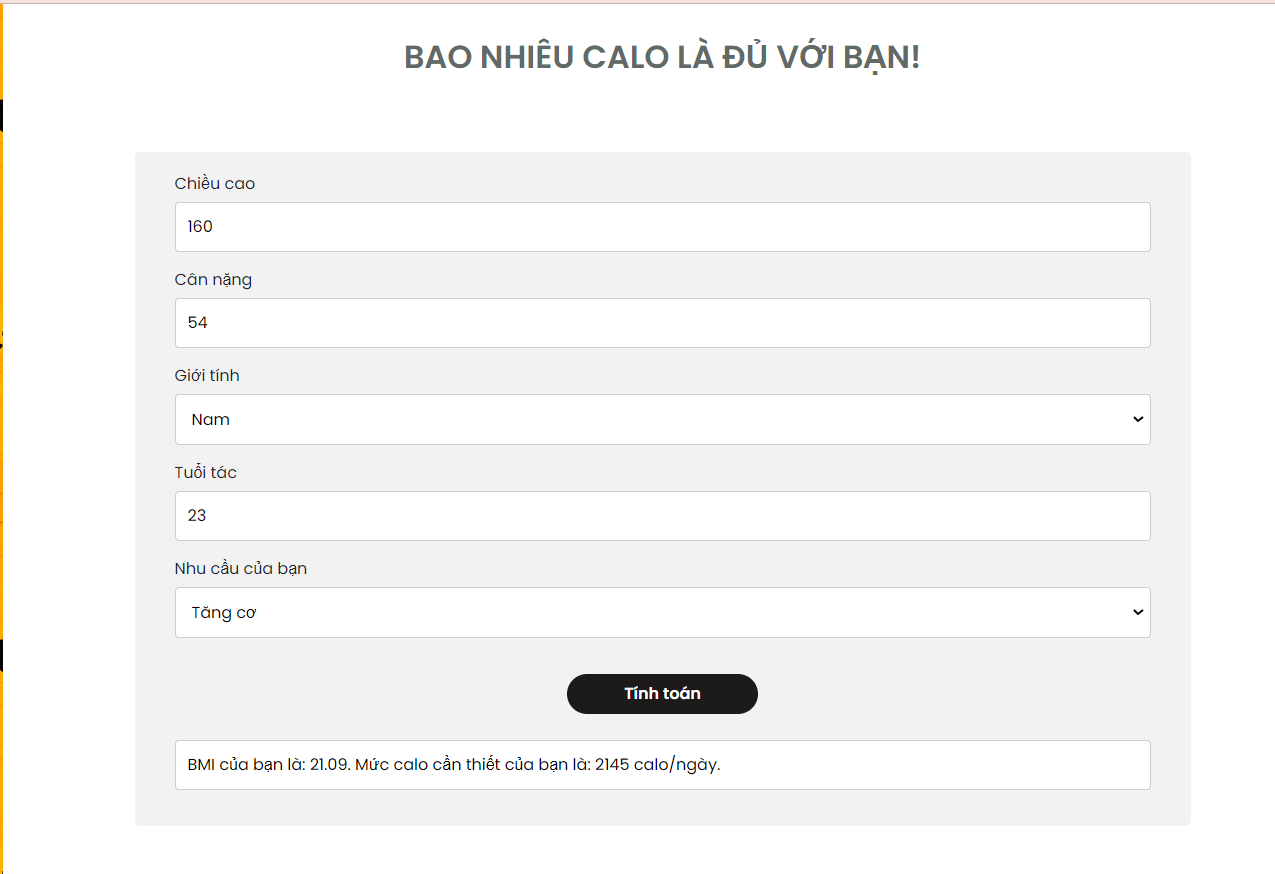 BAO NHIÊU CALO LÀ ĐỦ VỚI BẠN!
Chiều cao
160
Cân nặng
54
Giới tính
Nam
Tuổi tác
23
Nhu cầu của bạn
Tăng cơ
Tính toán
BMI của bạn là: 21.09. Mức calo cần thiết của bạn là: 2145 calo/ngày.